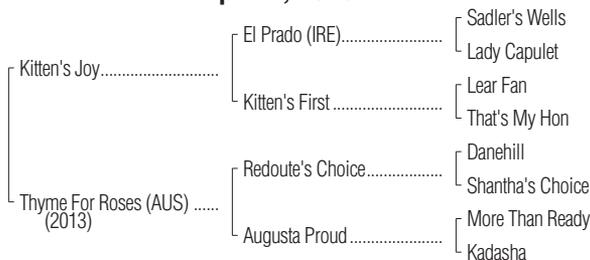 Sadler's Wells
El Prado (IRE)......................
Lady Capulet
Kitten's Joy..........................
Lear Fan
Kitten's First ........................
That's My Hon
Danehill
Redoute's Choice.................
Shantha's Choice
Thyme For Roses (AUS) ......
(2013)
More Than Ready
Augusta Proud .....................
Kadasha